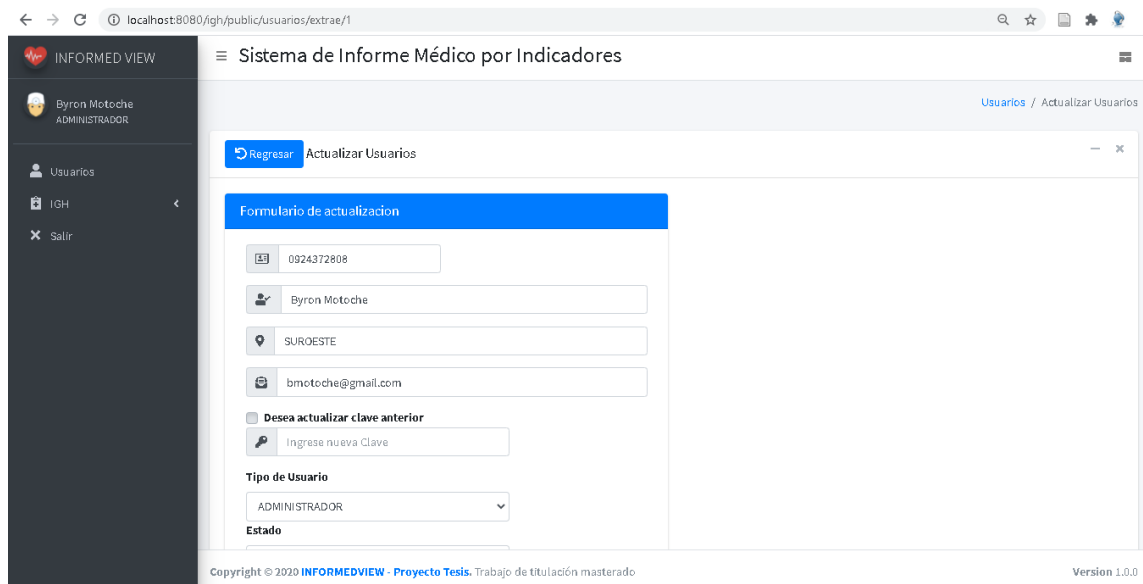 localhost:8080/igh/public/usuarios/extrae/1
INFORMED VIEW
Sistema de Informe Médico por Indicadores
Byron Motoche
ADMINISTRADOR
Usuarios / Actualizar Usuarios
Regresar Actualizar Usuarios
Usuarios
IGH
Salir
Formulario de actualizacion
0924372808
Byron Motoche
SUROESTE
bmotoche@gmail.com
Desea actualizar clave anterior
Ingrese nueva Clave
Tipo de Usuario
ADMINISTRADOR
Estado
Copyright © 2020 INFORMEDVIEW - Proyecto Tesis. Trabajo de titulación masterado
Version 1.0.0